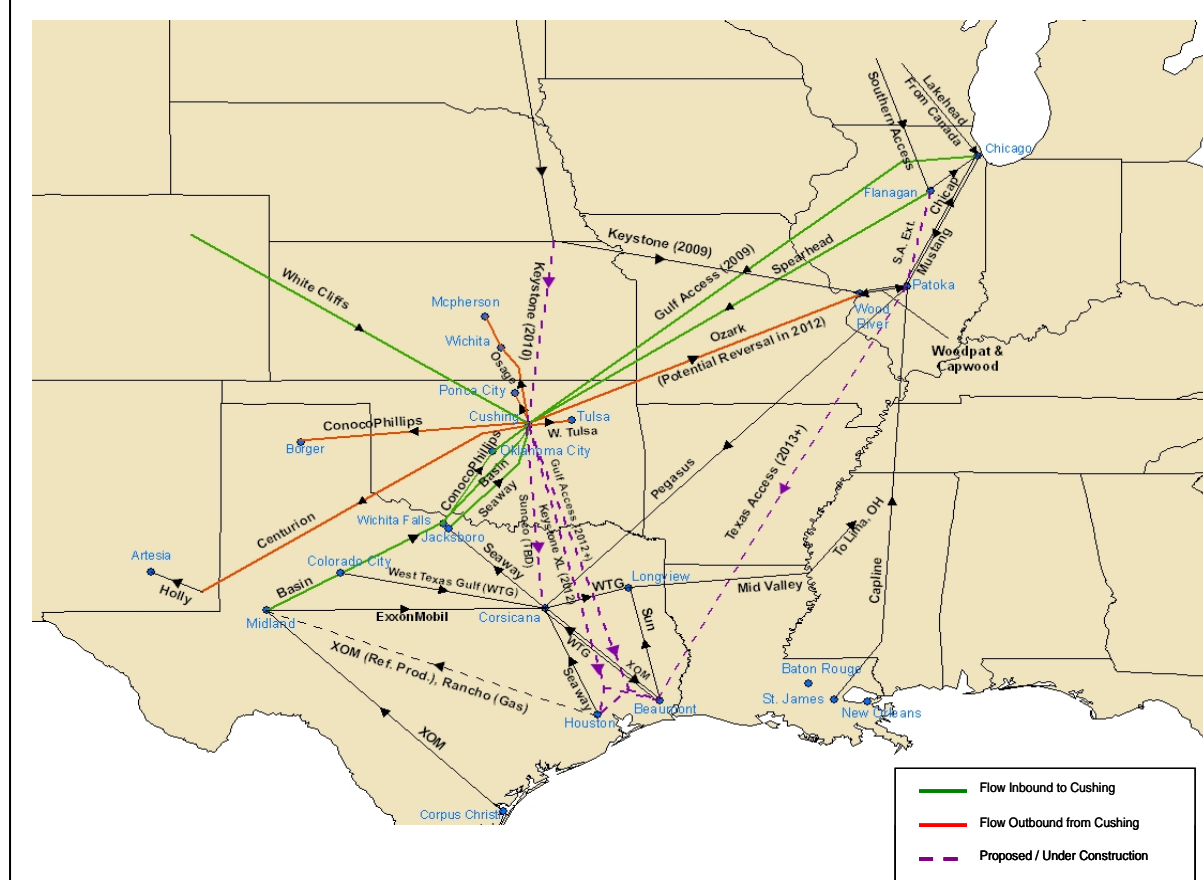 Lakehead
From Canada
Southern Access
Chicago
Flanagan
Chicap
S.A. Ext.
Mustang
Keystone (2009)
Gulf Access (2009)
Spearhead
White Cliffs
Keystone (2010)
Patoka
Wood
River
Mcpherson
Wichita
Osage
Ozark
(Potential Reversal in 2012)
Woodpat &
Capwood
Ponca City
Cushing
Tulsa
W. Tulsa
ConocoPhillips
Borger
Oklahoma City
ConocoPhillips
Basin
Seaway
Gulf Access (2012+)
Sunoco (TBD)
Keystone XL (2012)
Pegasus
Texas Access (2013+)
To Lima, OH
Centurion
Wichita Falls
Jacksboro
Seaway
Artesia
Holly
Colorado City
Basin
West Texas Gulf (WTG)
WTG
Longview
Mid Valley
Capline
Midland
ExxonMobil
Corsicana
Sun
WTG
XOM
XOM (Ref. Prod.), Rancho (Gas)
Seaway
Houston
Beaumont
Baton Rouge
St. James
New Orleans
XOM
Corpus Christi
Flow Inbound to Cushing
Flow Outbound from Cushing
Proposed / Under Construction